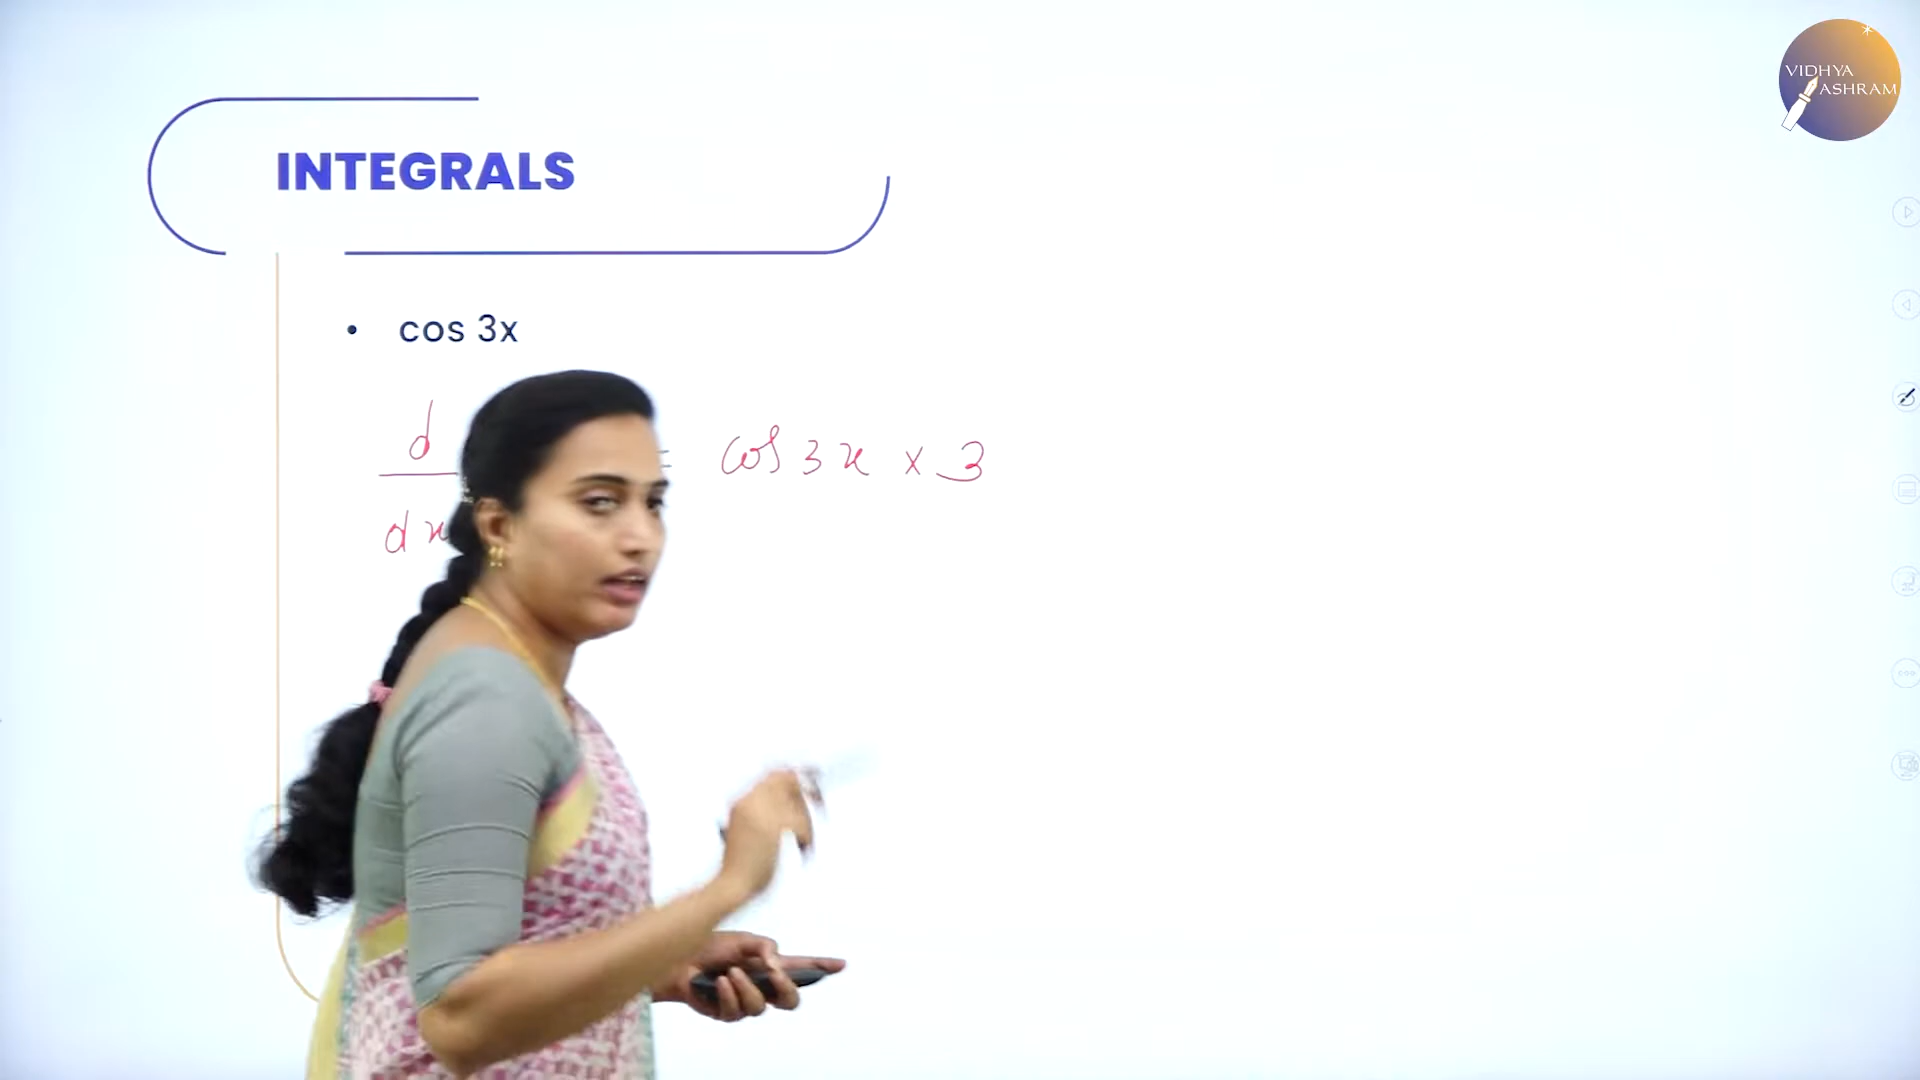 VIDHYA
ASHRAM
INTEGRALS
• cos 3x
d
= cos 3x × 3
dx